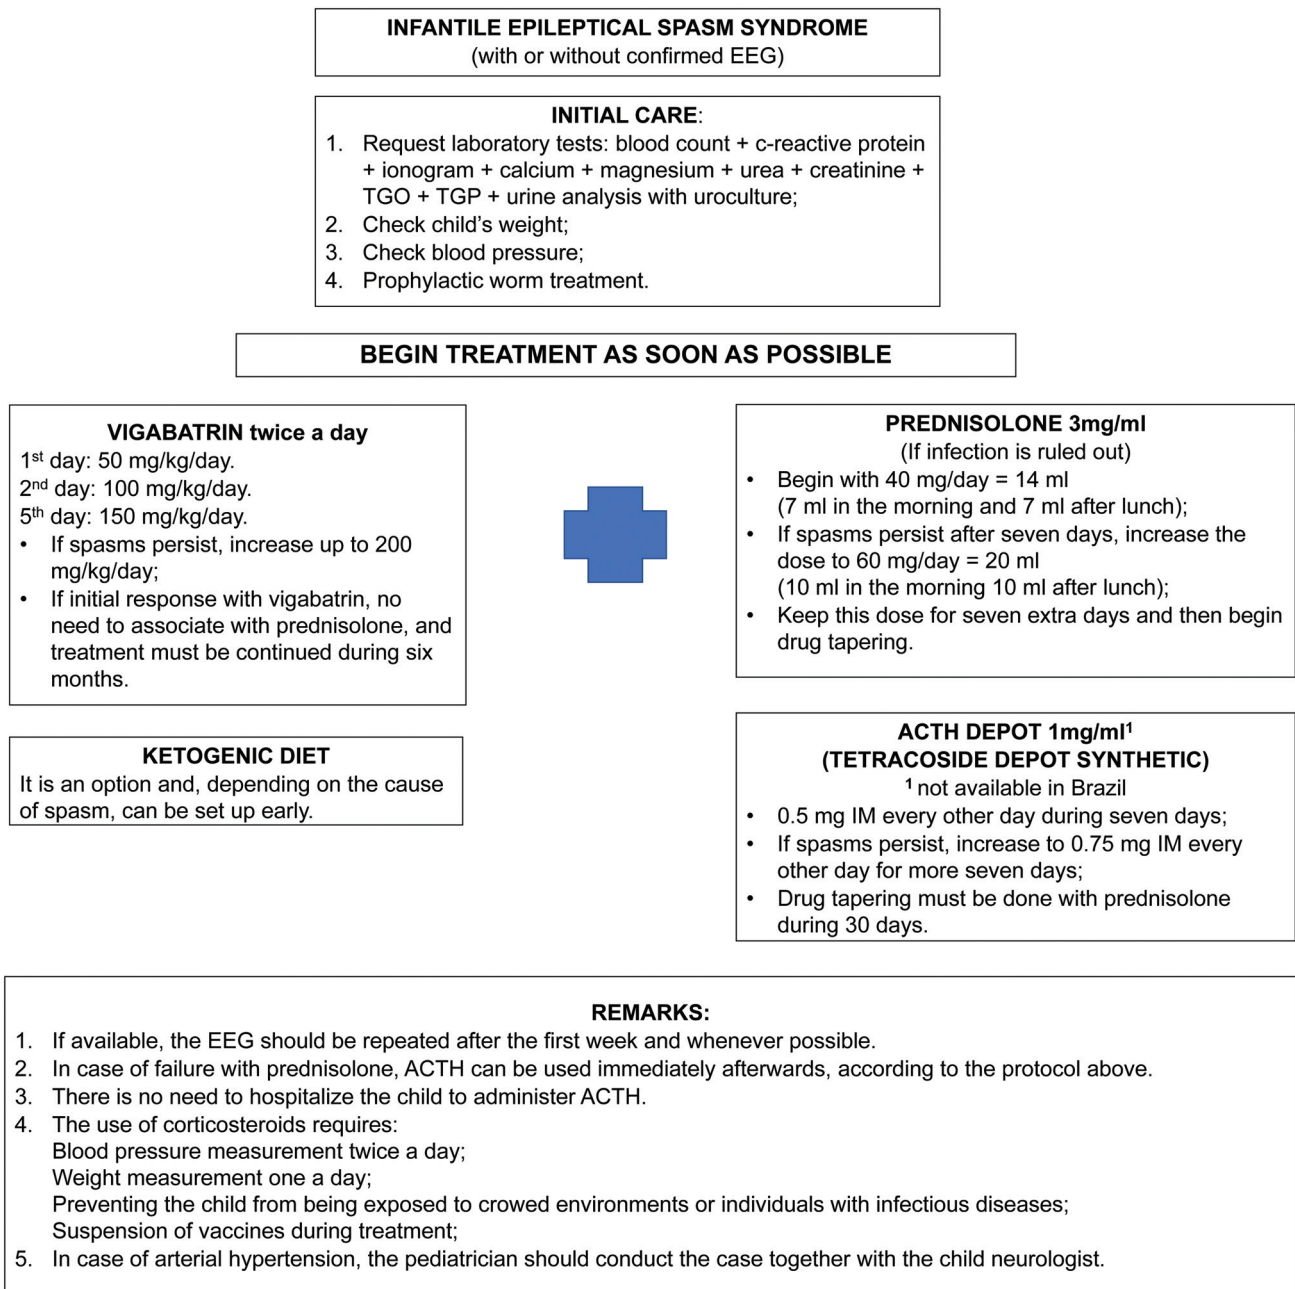 INFANTILE EPILEPTICAL SPASM SYNDROME
(with or without confirmed EEG)
INITIAL CARE:
1. Request laboratory tests: blood count + c-reactive protein
+ ionogram + calcium + magnesium + urea + creatinine +
TGO + TGP + urine analysis with uroculture;
2. Check child's weight;
3. Check blood pressure;
4. Prophylactic worm treatment.
BEGIN TREATMENT AS SOON AS POSSIBLE
VIGABATRIN twice a day
1st day: 50 mg/kg/day.
2nd day: 100 mg/kg/day.
5th day: 150 mg/kg/day.
• If spasms persist, increase up to 200
mg/kg/day;
• If initial response with vigabatrin, no
need to associate with prednisolone, and
treatment must be continued during six
months.
KETOGENIC DIET
It is an option and, depending on the cause
of spasm, can be set up early.
PREDNISOLONE 3mg/ml
(If infection is ruled out)
• Begin with 40 mg/day = 14 ml
(7 ml in the morning and 7 ml after lunch);
• If spasms persist after seven days, increase the
dose to 60 mg/day = 20 ml
(10 ml in the morning 10 ml after lunch);
• Keep this dose for seven extra days and then begin
drug tapering.
ACTH DEPOT 1mg/ml¹
(TETRACOSIDE DEPOT SYNTHETIC)
¹ not available in Brazil
• 0.5 mg IM every other day during seven days;
• If spasms persist, increase to 0.75 mg IM every
other day for more seven days;
• Drug tapering must be done with prednisolone
during 30 days.
REMARKS:
1. If available, the EEG should be repeated after the first week and whenever possible.
2. In case of failure with prednisolone, ACTH can be used immediately afterwards, according to the protocol above.
3. There is no need to hospitalize the child to administer ACTH.
4. The use of corticosteroids requires:
Blood pressure measurement twice a day;
Weight measurement one a day;
Preventing the child from being exposed to crowed environments or individuals with infectious diseases;
Suspension of vaccines during treatment;
5. In case of arterial hypertension, the pediatrician should conduct the case together with the child neurologist.